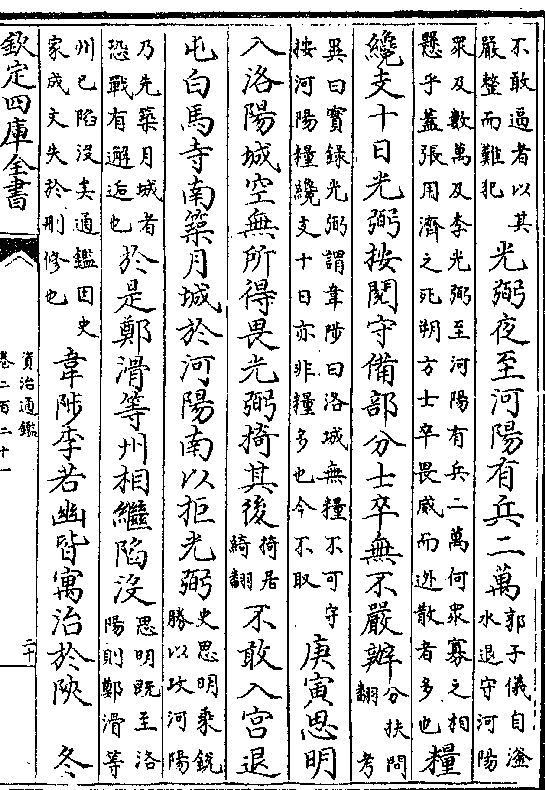 不敢逼者以其嚴整而難犯光弼夜至河陽有兵二萬郭子儀自滏水退守河陽
眾及數萬及李光弼至河陽有兵二萬何眾寡之相懸乎蓋張用濟之死朔方士卒畏威而逃散者多也糧
纔支十日光弼按閱守備部分士卒無不嚴辦分扶問翻考
異曰實録光弼謂韋陟曰洛城無糧不可守按河陽糧纔支十日亦非糧多也今不取庚寅思明
入洛陽城空無所得畏光弼掎其後掎居綺翻不敢入宮退
屯白馬寺南築月城於河陽南以拒光弼史思明乘銳勝以攻河陽
乃先築月城者恐戰有邂逅也於是鄭滑等州相繼陷沒思明既至洛陽則鄭滑等
州已陷沒矣通鑑因史家成文失於刑修也韋陟李若幽皆寓治於陝 冬
欽定四庫全書
資治通鑑
卷二百二十一
二十